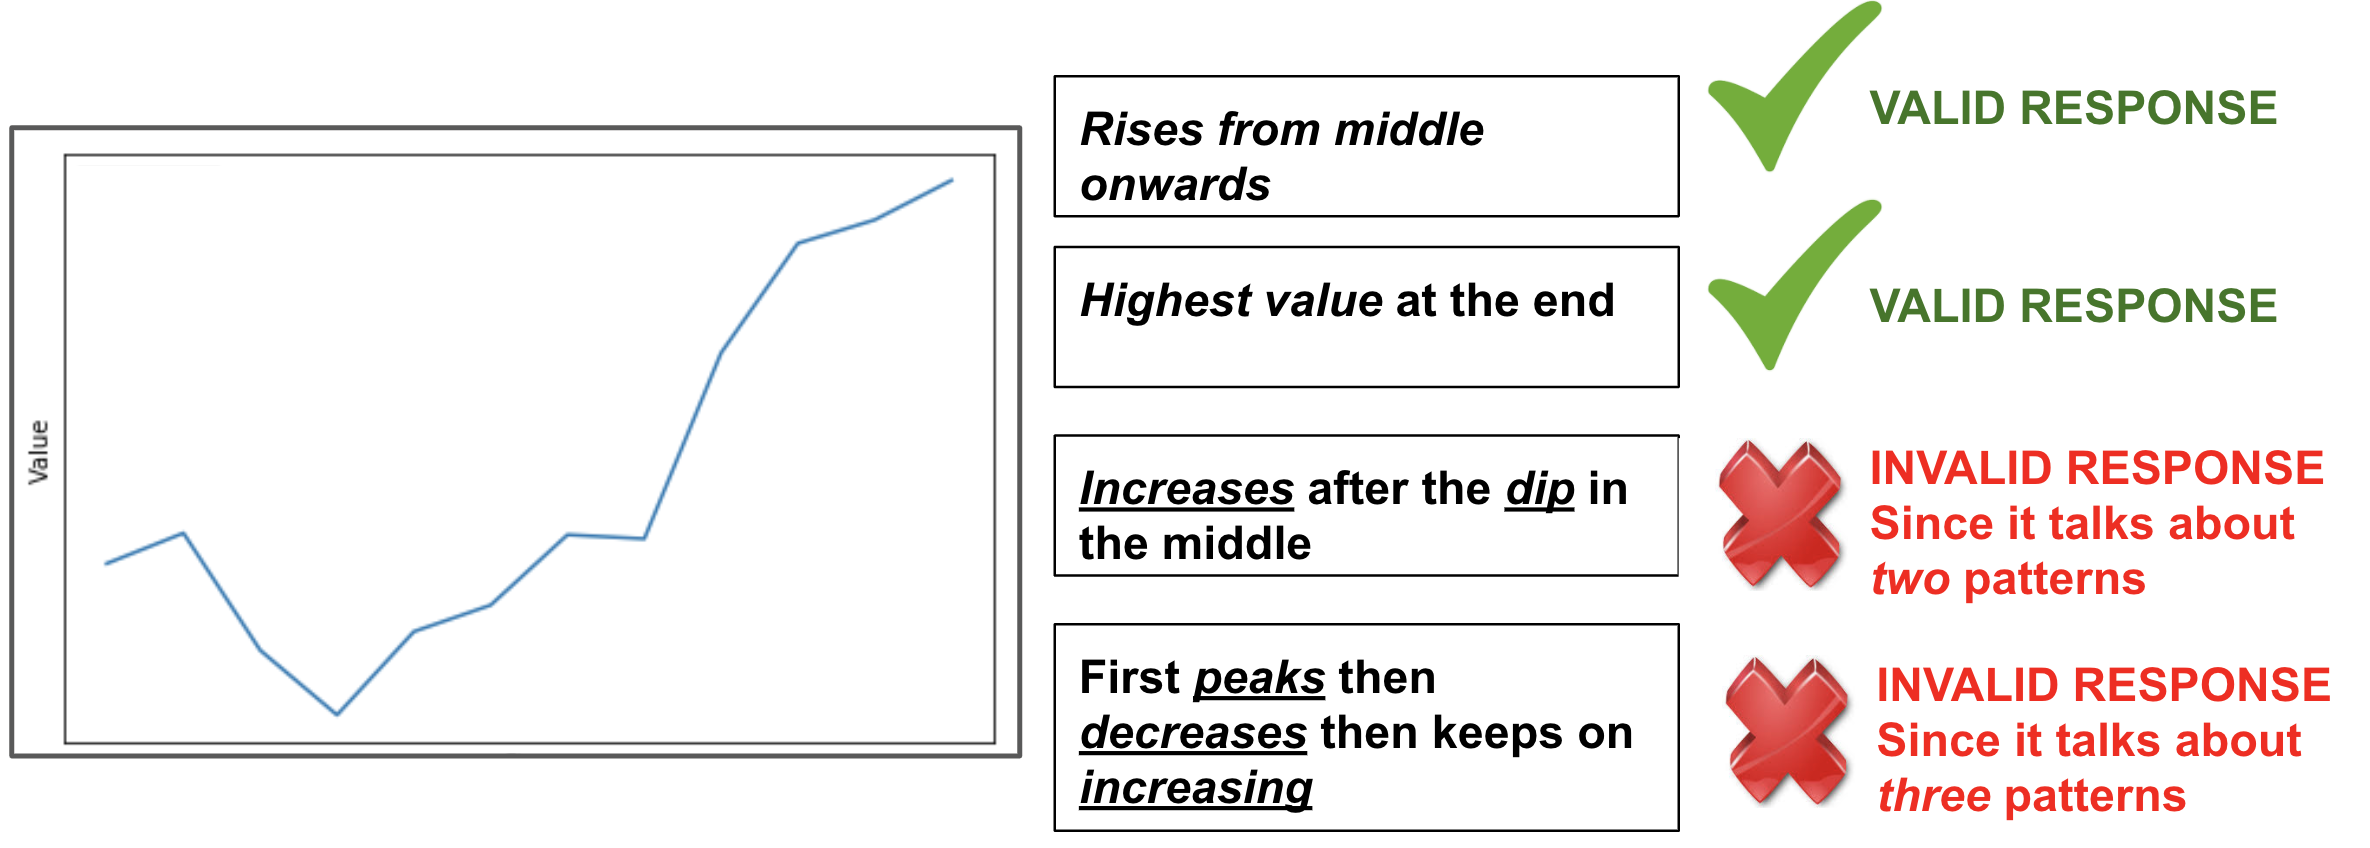 Value
Rises from middle
onwards
VALID RESPONSE
Highest value at the end
VALID RESPONSE
Increases after the dip in
the middle
INVALID RESPONSE
Since it talks about
two patterns
First peaks then
decreases then keeps on
increasing
INVALID RESPONSE
Since it talks about
three patterns